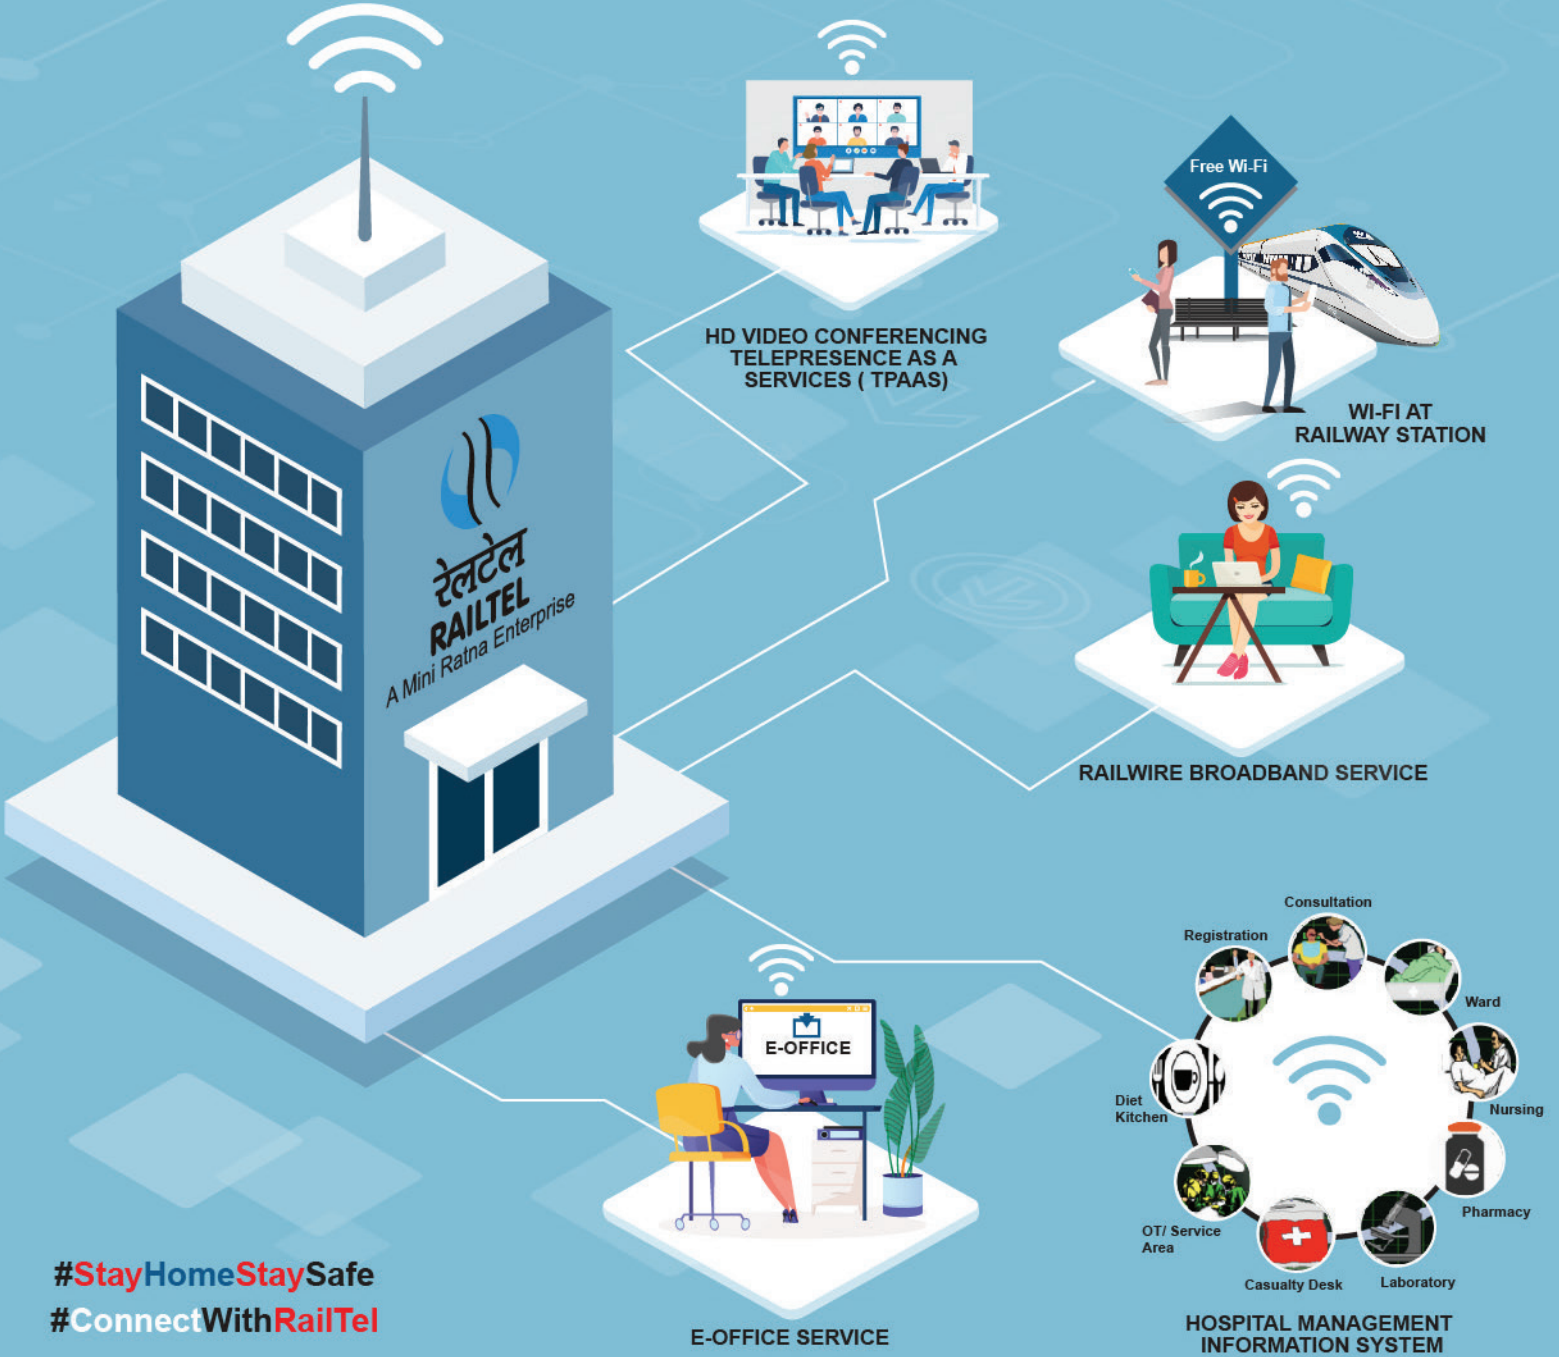 रेलटेल
RAILTEL
A Mini Ratna Enterprise
HD VIDEO CONFERENCING
TELEPRESENCE AS A
SERVICES ( TPAAS)
Free Wi-Fi
WI-FI AT
RAILWAY STATION
RAILWIRE BROADBAND SERVICE
E-OFFICE
E-OFFICE SERVICE
Consultation
Registration
Ward
Nursing
Diet
Kitchen
Pharmacy
OT/ Service
Area
Casualty Desk
Laboratory
HOSPITAL MANAGEMENT
INFORMATION SYSTEM
#StayHomeStaySafe
#ConnectWithRailTel